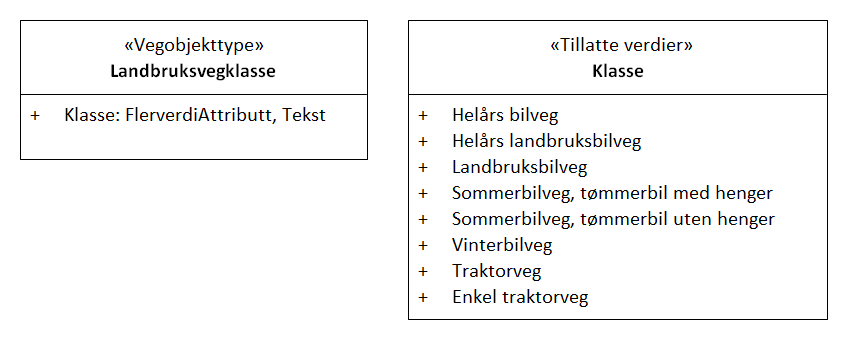 «Vegobjekttype»
Landbruksvegklasse
+ Klasse: FlerverdiAttributt, Tekst
«Tillatte verdier»
Klasse
+ Helårs bilveg
+ Helårs landbruksbilveg
+ Landbruksbilveg
+ Sommerbilveg, tømmerbil med henger
+ Sommerbilveg, tømmerbil uten henger
+ Vinterbilveg
+ Traktorveg
+ Enkel traktorveg